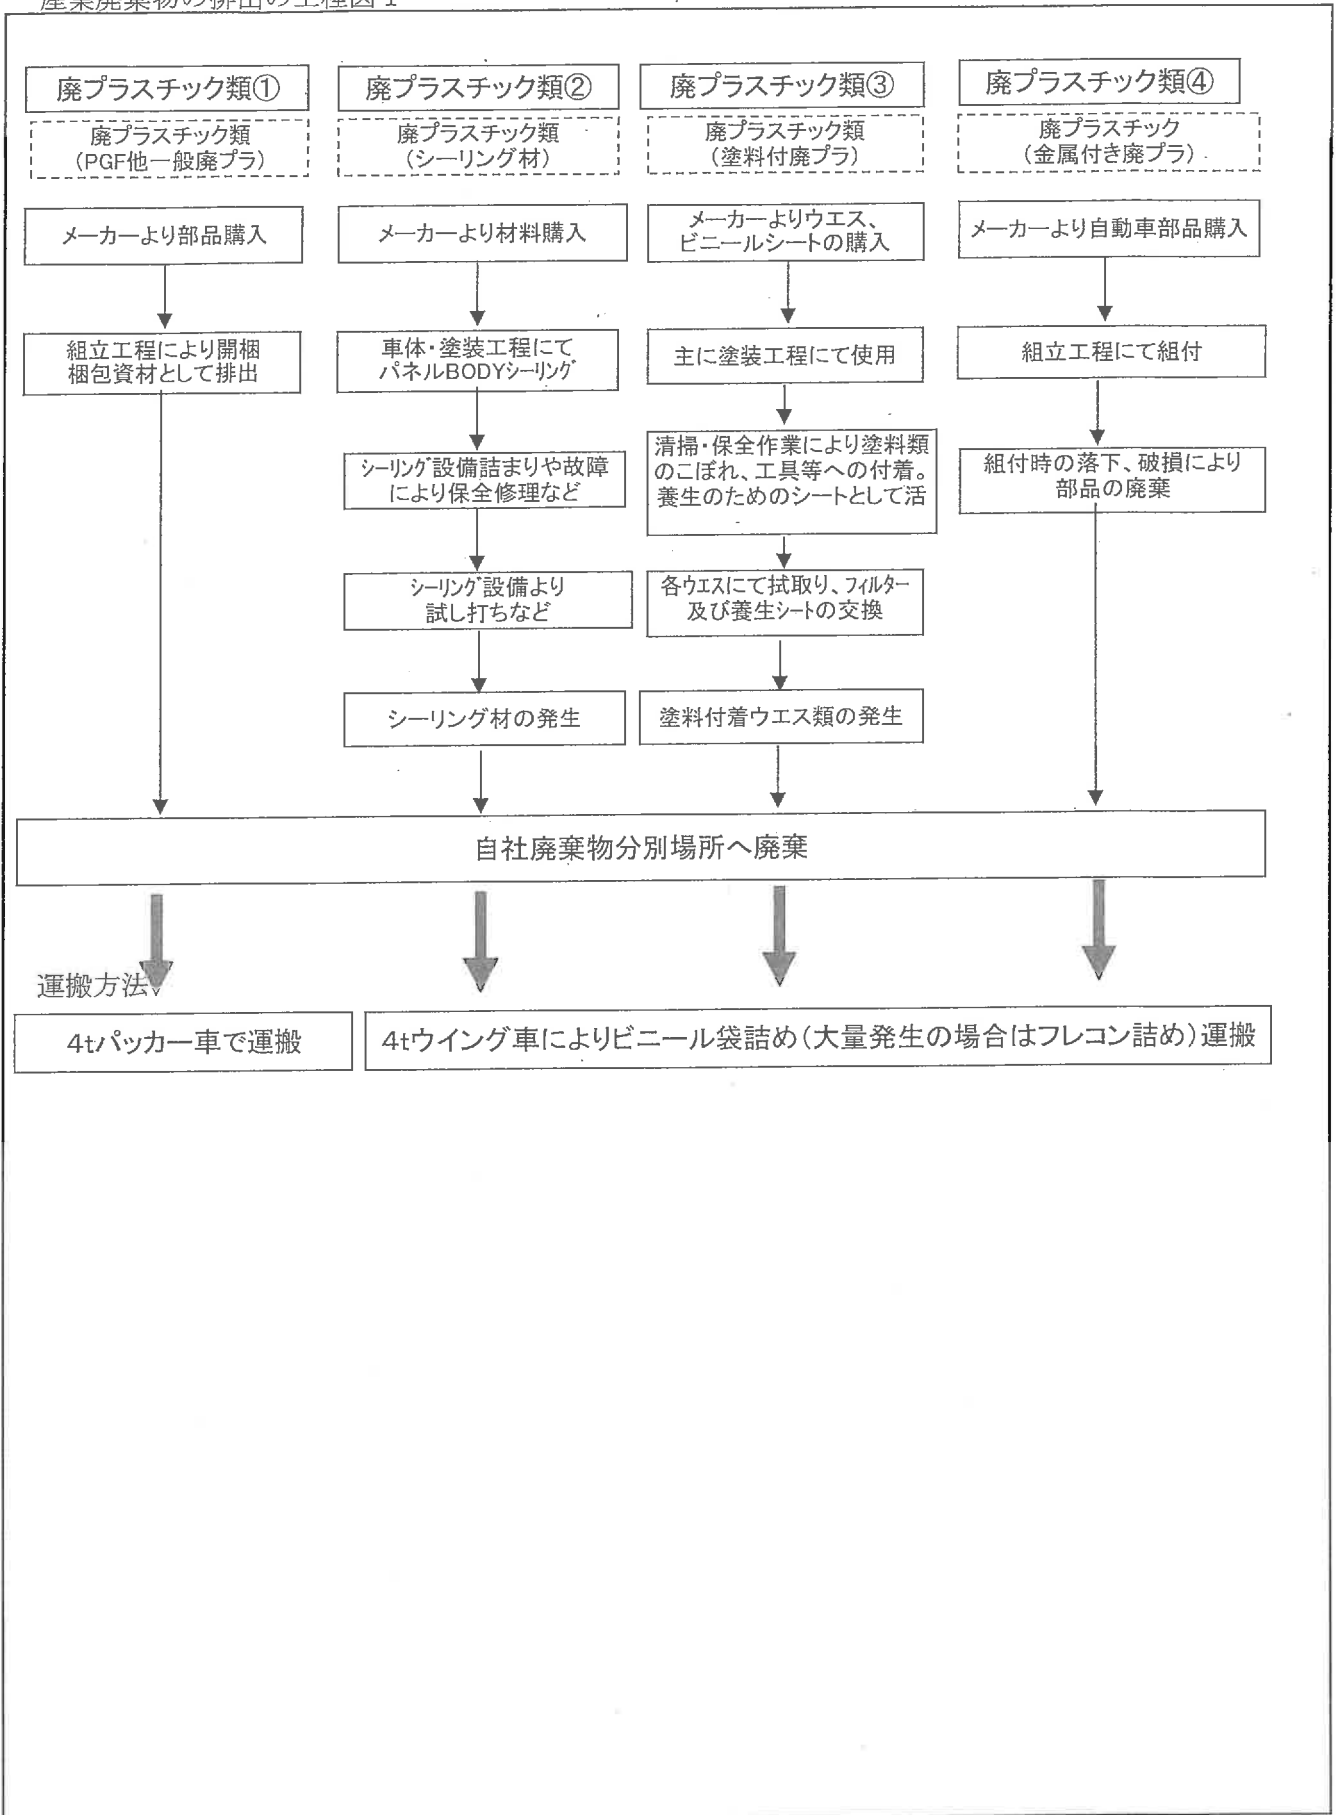 産業廃棄物の排出の工程図1
廃プラスチック類①
廃プラスチック類
(PGF他一般廃プラ)
メーカーより部品購入
組立工程により開梱
梱包資材として排出
廃プラスチック類②
廃プラスチック類
(シーリング材)
メーカーより材料購入
車体・塗装工程にて
パネルBODYシーリング
シーリング設備詰まりや故障
により保全修理など
シーリング設備より
試し打ちなど
シーリング材の発生
廃プラスチック類③
廃プラスチック類
(塗料付廃プラ)
メーカーよりウエス、
ビニールシートの購入
主に塗装工程にて使用
清掃・保全作業により塗料類
のこぼれ、工具等への付着。
養生のためのシートとして活
各ウエスにて拭取り、フィルター
及び養生シートの交換
塗料付着ウエス類の発生
廃プラスチック類④
廃プラスチック
(金属付き廃プラ)
メーカーより自動車部品購入
組立工程にて組付
組付時の落下、破損により
部品の廃棄
自社廃棄物分別場所へ廃棄
運搬方法
4tパッカー車で運搬
4tウイング車によりビニール袋詰め(大量発生の場合はフレコン詰め)運搬